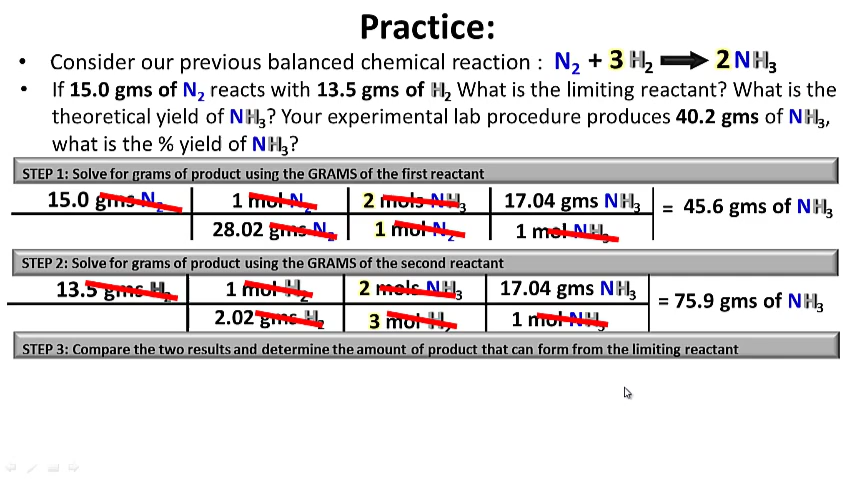 Practice:
• Consider our previous balanced chemical reaction : N₂ + 3 H₂ ⟹ 2 NH₃
• If 15.0 gms of N₂ reacts with 13.5 gms of H₂ What is the limiting reactant? What is the
theoretical yield of NH₃? Your experimental lab procedure produces 40.2 gms of NH₃,
what is the % yield of NH₃?
STEP 1: Solve for grams of product using the GRAMS of the first reactant
15.0 gms N₂ 1 mol N₂ 2 mols NH₃ 17.04 gms NH₃ = 45.6 gms of NH₃
28.02 gms N₂ 1 mol N₂ 1 mol NH₃
STEP 2: Solve for grams of product using the GRAMS of the second reactant
13.5 gms H₂ 1 mol H₂ 2 mols NH₃ 17.04 gms NH₃ = 75.9 gms of NH₃
2.02 gms H₂ 3 mol H₂ 1 mol NH₃
STEP 3: Compare the two results and determine the amount of product that can form from the limiting reactant